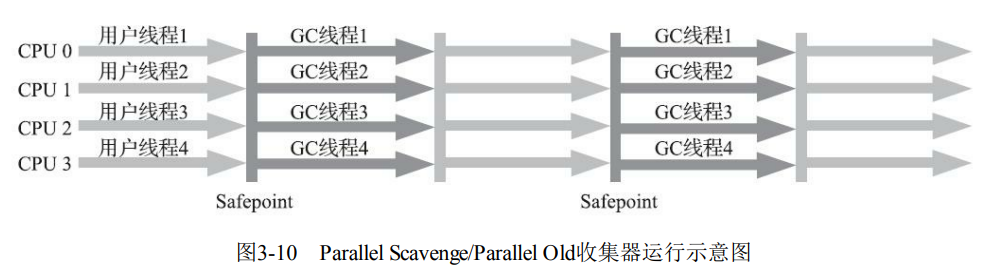 CPU 0 用户线程1 GC线程1 GC线程1
CPU 1 用户线程2 GC线程2 GC线程2
CPU 2 用户线程3 GC线程3 GC线程3
CPU 3 用户线程4 GC线程4 GC线程4
Safepoint Safepoint
图3-10 Parallel Scavenge/Parallel Old收集器运行示意图